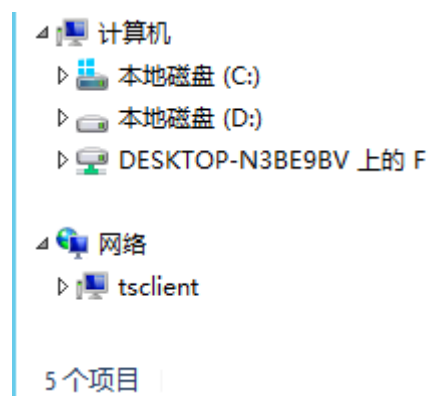 计算机
本地磁盘 (C:)
本地磁盘 (D:)
DESKTOP-N3BE9BV 上的 F
网络
tsclient
5 个项目